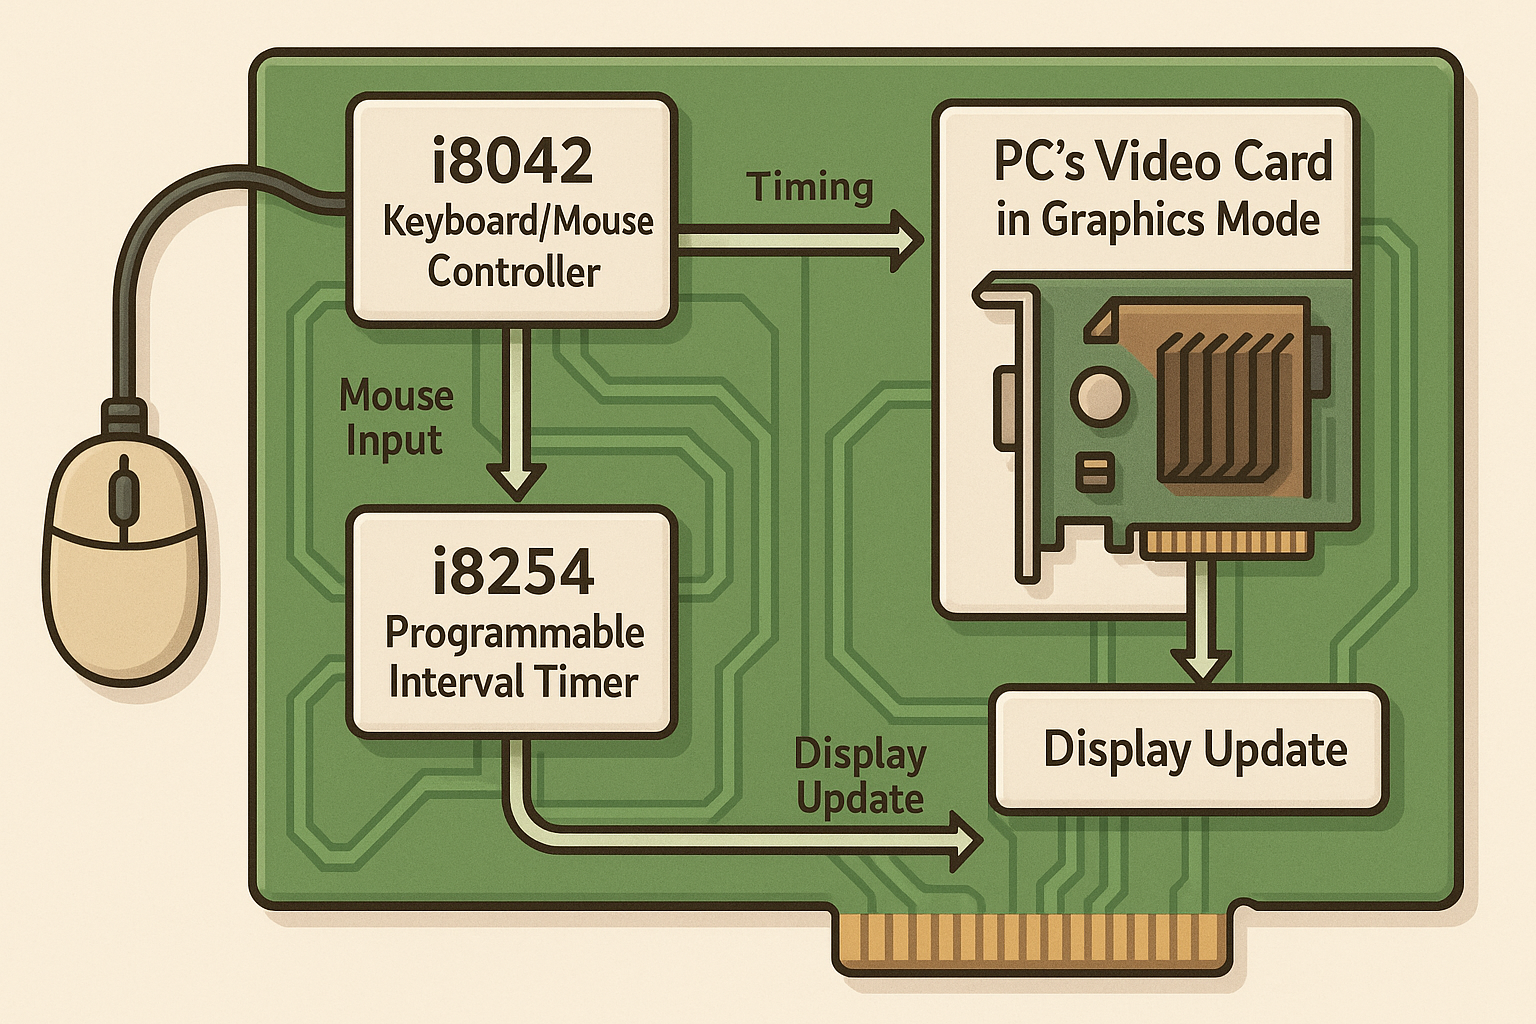 i8042
Keyboard/Mouse
Controller
Timing
PC's Video Card
in Graphics Mode
Mouse
Input
i8254
Programmable
Interval Timer
Display
Update
Display Update